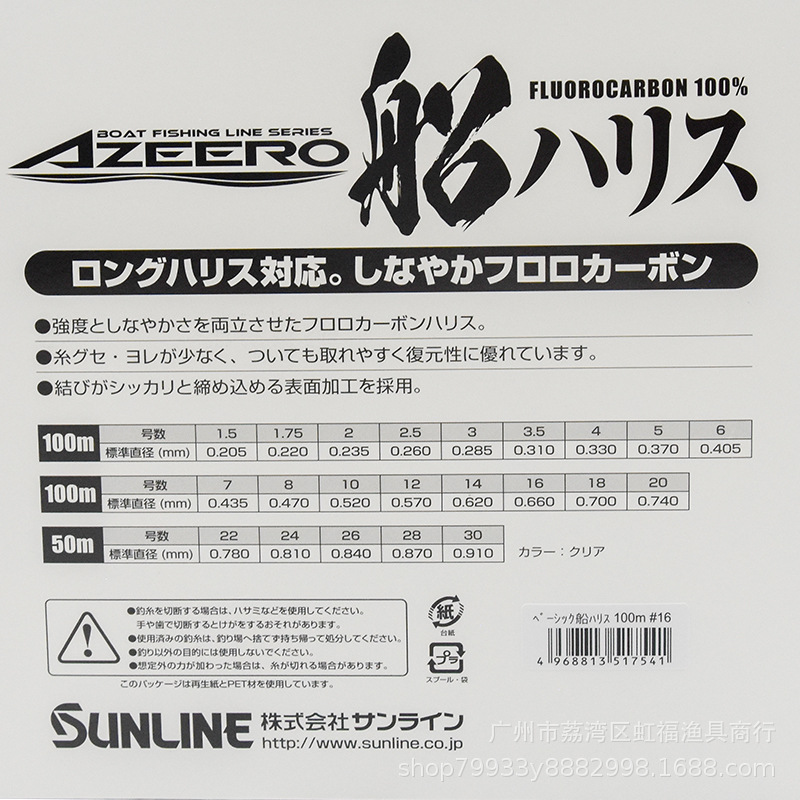 BOAT FISHING LINE SERIES
AZEERO
船ハリス
FLUOROCARBON 100%
ロングハリス対応。しなやかフロロカーボン
●強度としなやかさを両立させたフロロカーボンハリス。
●糸グセ・ヨレが少なく、ついても取れやすく復元性に優れています。
●結びがシッカリと締め込める表面加工を採用。
100m 号数 1.5 1.75 2 2.5 3 3.5 4 5 6
標準直径(mm) 0.205 0.220 0.235 0.260 0.285 0.310 0.330 0.370 0.405
100m 号数 7 8 10 12 14 16 18 20
標準直径(mm) 0.435 0.470 0.520 0.570 0.620 0.660 0.700 0.740
50m 号数 22 24 26 28 30
標準直径(mm) 0.780 0.810 0.840 0.870 0.910
カラー：クリア
●釣糸を切断する場合は、ハサミなどを使用してください。
手や歯で切断するとけがをするおそれがあります。
●使用済みの釣糸は、釣り場へ捨てず持ち帰って処分してください。
●釣り以外の目的には使用しないでください。
●想定外の力が加わった場合は、糸が切れる場合があります。
このパッケージは再生紙とPET材を使用しています。
紙
台紙
プラ
スプール・袋
ベーシック船ハリス 100m #16
4 968813 517541
SUNLINE 株式会社サンライン
http://www.sunline.co.jp
广州市荔湾区虹福渔具商行
shop79933y8882998.1688.com